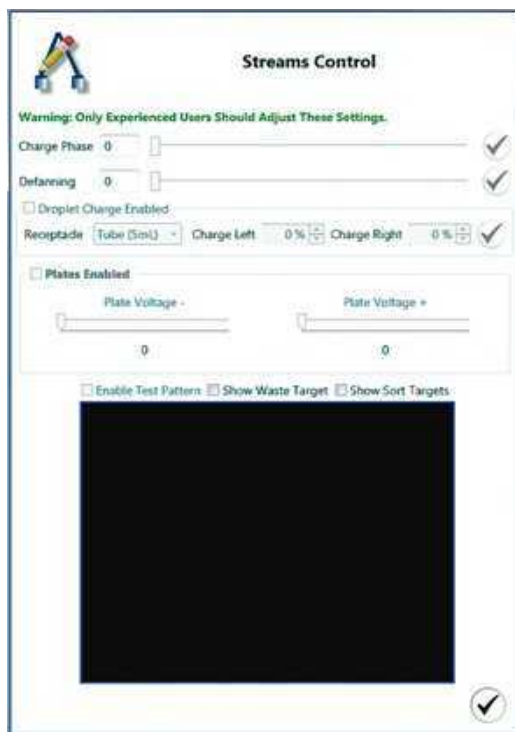 Streams Control
Warning: Only Experienced Users Should Adjust These Settings.
Charge Phase 0
Defanning 0
Droplet Charge Enabled
Receptacle Tube (5mL) Charge Left 0 % Charge Right 0 %
Plates Enabled
Plate Voltage - Plate Voltage +
0 0
Enable Test Pattern Show Waste Target Show Sort Targets